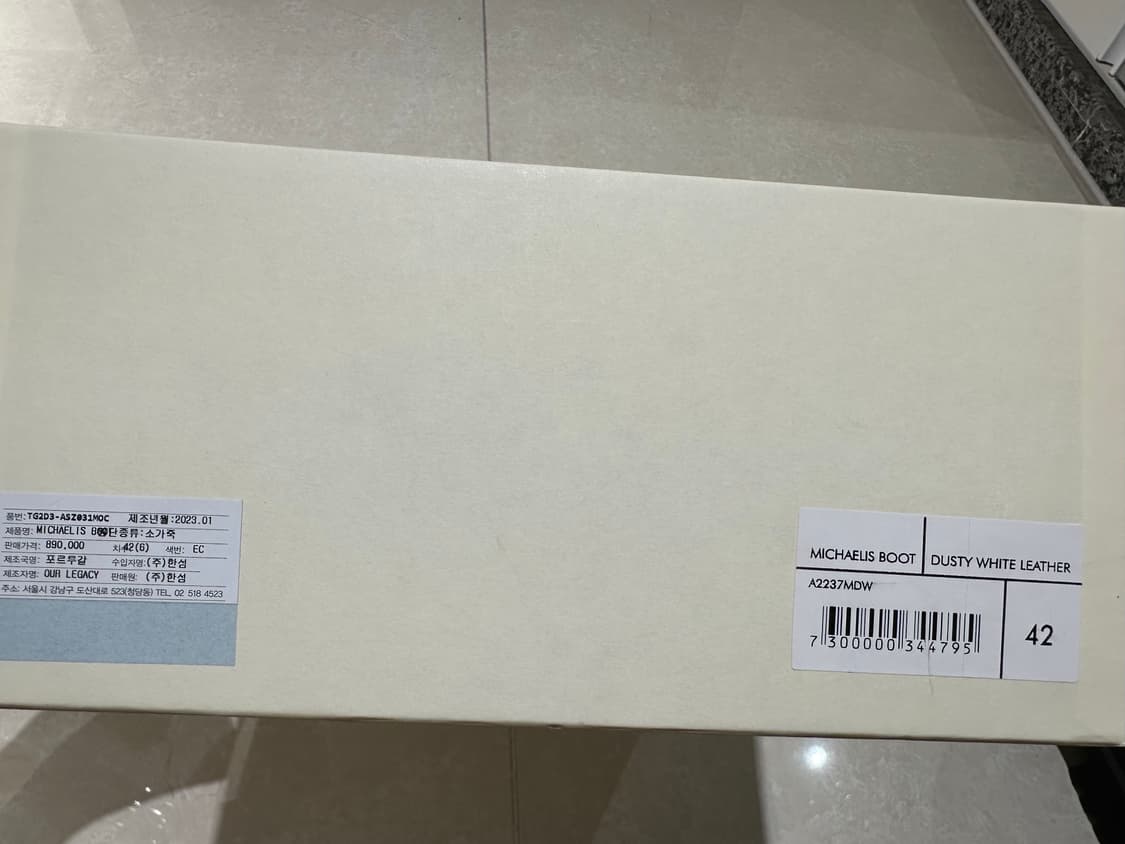 품번:TG2D3-ASZ031MOC 제조년월:2023.01
제품명: MICHAELIS 종류:소가죽
판매가격: 890,000 42(6) 색번: EC
제조국명: 포르투갈 수입자명:(주)한섬
제조자명: OUR LEGACY 판매원: (주)한섬
주소: 서울시 강남구 도산대로 523(청담동) TEL, 02 518 4523
MICHAELIS BOOT
DUSTY WHITE LEATHER
A2237MDW
7 300000 344795
42